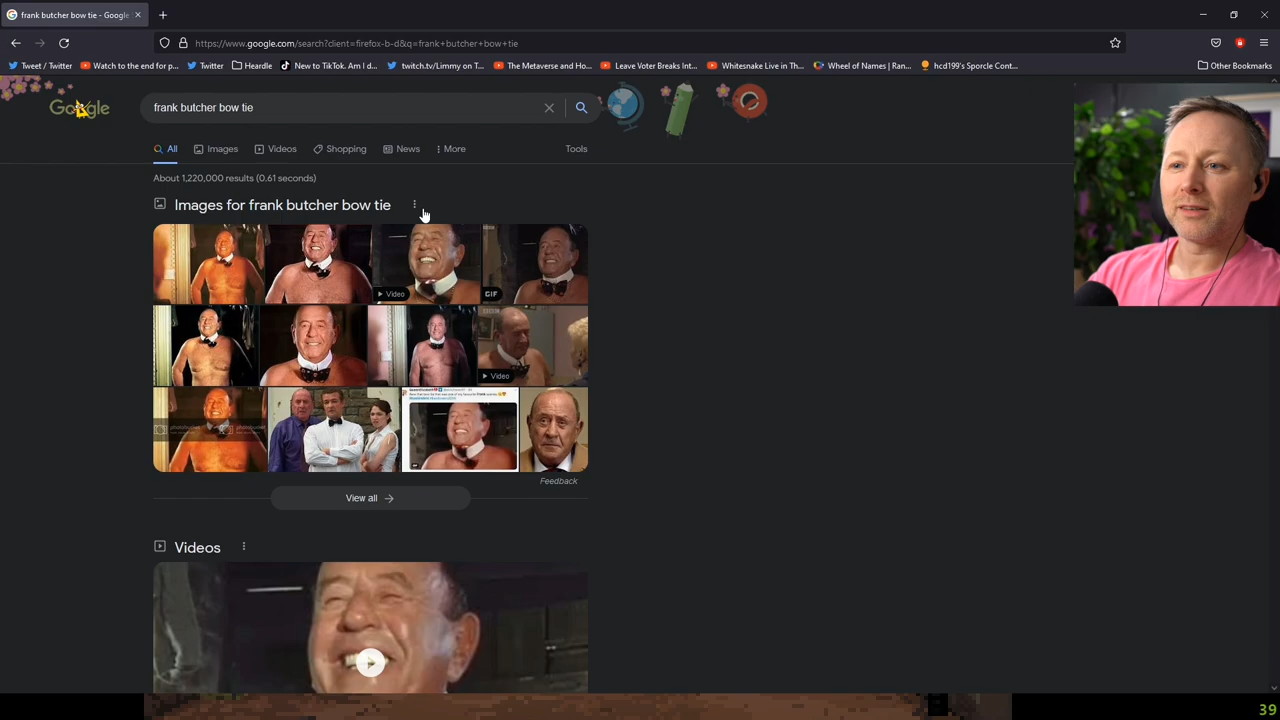 frank butcher bow tie - Google
https://www.google.com/search?client=firefox-b-d&q=frank+butcher+bow+tie
Tweet / Twitter
Watch to the end for p...
Twitter
Heardle
New to TikTok. Am I d...
twitch.tv/Limmy on T...
The Metaverse and Ho...
Leave Voter Breaks Int...
Whitesnake Live in Th...
Wheel of Names | Ran...
hcd199's Sporcle Cont...
Other Bookmarks
Google
frank butcher bow tie
All
Images
Videos
Shopping
News
More
Tools
About 1,220,000 results (0.61 seconds)
Images for frank butcher bow tie
Video
GIF
BBC
Video
photobucket
photobucket
Feedback
View all
Videos
39